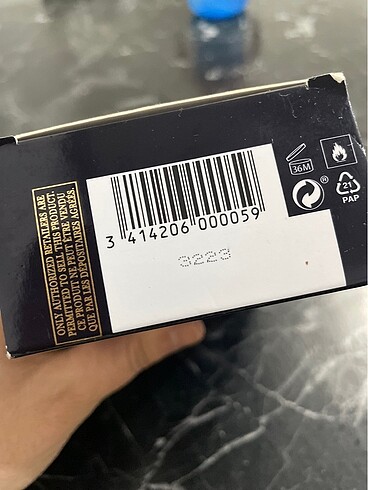 ONLY AUTHORIZED RETAILERS ARE
PERMITTED TO SELL THIS PRODUCT.
CE PRODUIT NE PEUT ÊTRE VENDU
QUE PAR LES DÉPOSITAIRES AGRÉÉS.
3 414206 000059
3223
36M
®
21
PAP